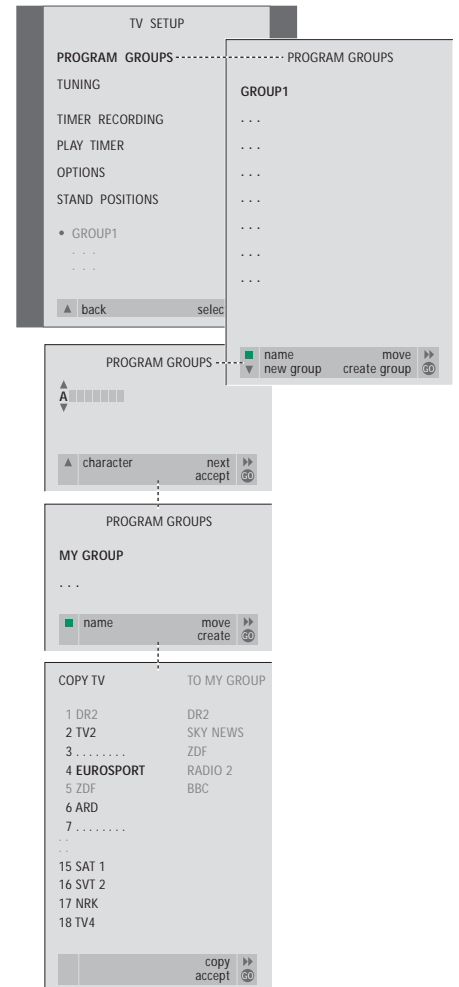 TV SETUP
PROGRAM GROUPS
TUNING
TIMER RECORDING
PLAY TIMER
OPTIONS
STAND POSITIONS
• GROUP1
. . .
. . .
▲ back selec
PROGRAM GROUPS
GROUP1
. . .
. . .
. . .
. . .
. . .
. . .
. . .
name move
▼ new group create group GO
PROGRAM GROUPS
A
▲ character next
accept GO
PROGRAM GROUPS
MY GROUP
. . .
name move
create GO
COPY TV TO MY GROUP
1 DR2 DR2
2 TV2 SKY NEWS
3 . . . . . . . . ZDF
4 EUROSPORT RADIO 2
5 ZDF BBC
6 ARD
7 . . . . . . . .
. .
. .
15 SAT 1
16 SVT 2
17 NRK
18 TV4
copy
accept GO